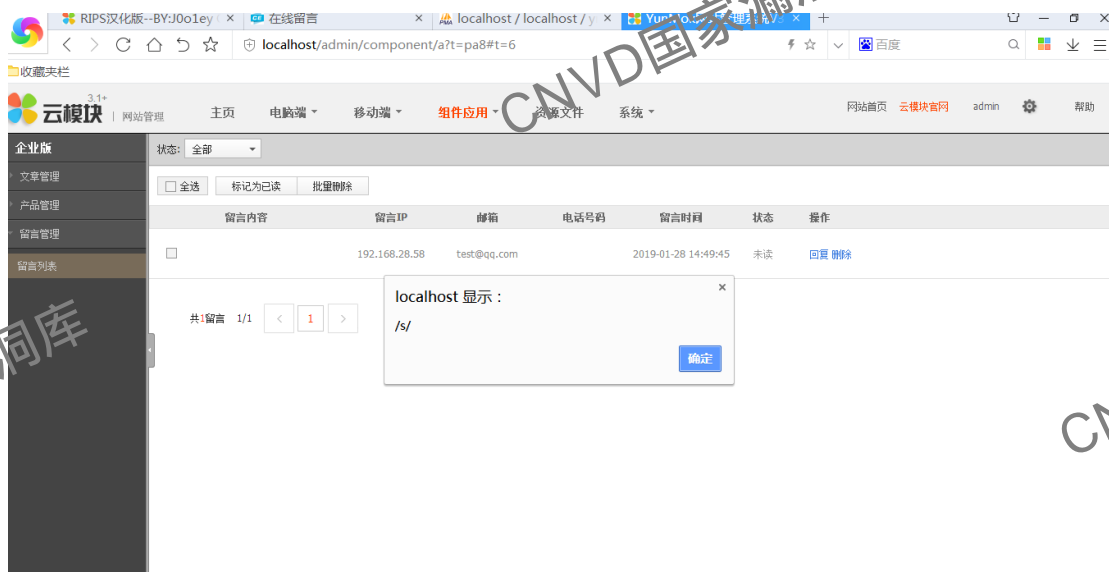 RIPS汉化版--BY:J0o1ey ( × 在线留言 × localhost / localhost / y × YunMo × +
localhost/admin/component/a?t=pa8#t=6 百度
收藏夹栏
云模块 3.1+ | 网站管理 主页 电脑端 移动端 组件应用 资源文件 系统 网站首页 云模块官网 admin 帮助
企业版 状态: 全部
文章管理 全选 标记为已读 批量删除
产品管理 留言内容 留言IP 邮箱 电话号码 留言时间 状态 操作
留言管理
192.168.28.58 test@qq.com 2019-01-28 14:49:45 未读 回复 删除
留言列表
localhost 显示： ×
共1留言 1/1 < 1 >
/s/
确定
CNVD国家漏
洞库
CN